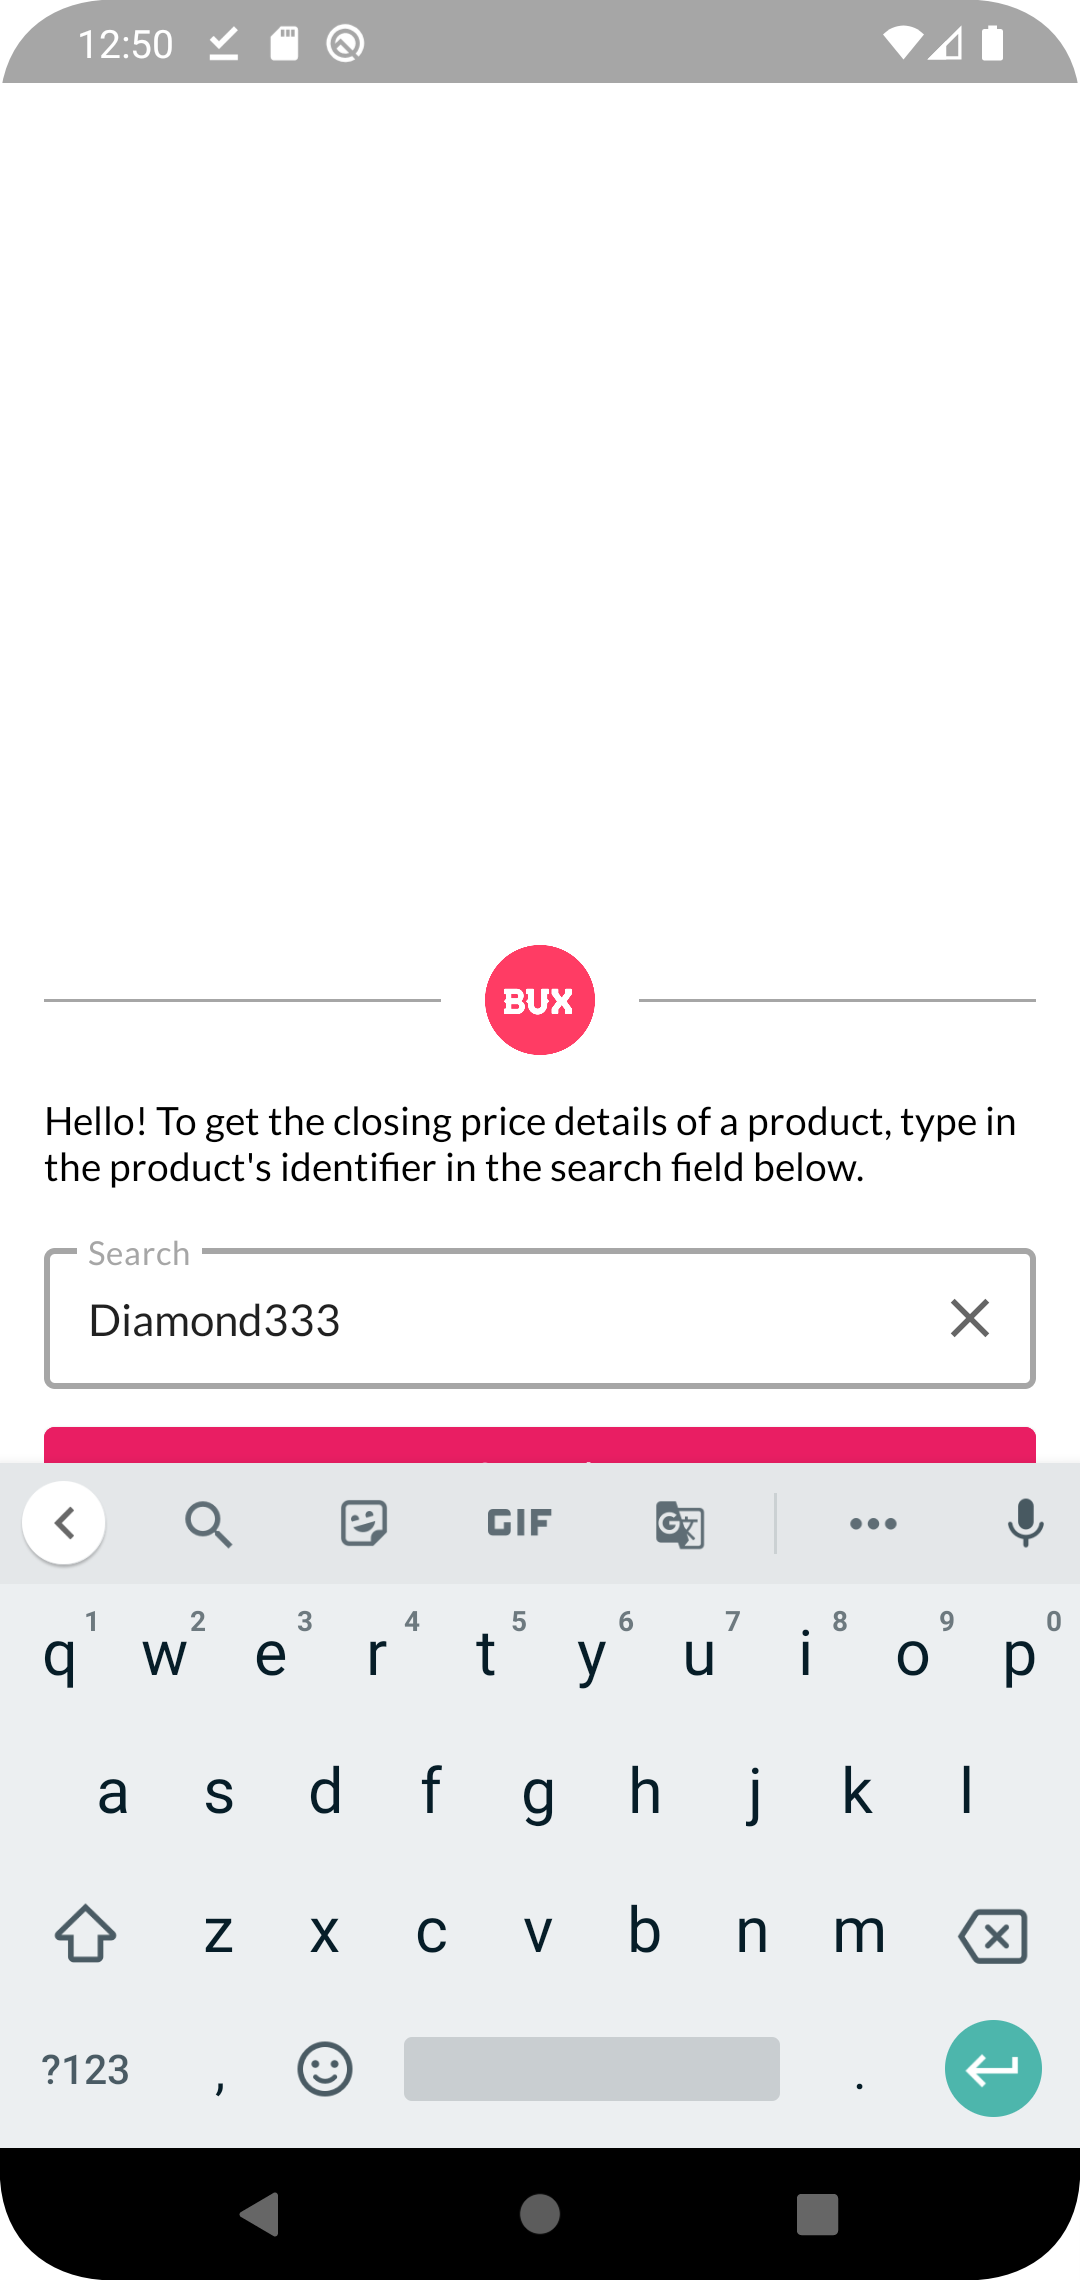 12:50
BUX
Hello! To get the closing price details of a product, type in
the product's identifier in the search field below.
Search
Diamond333
GIF
G
1 2 3 4 5 6 7 8 9 0
q w e r t y u i o p
a s d f g h j k l
z x c v b n m
?123 , .